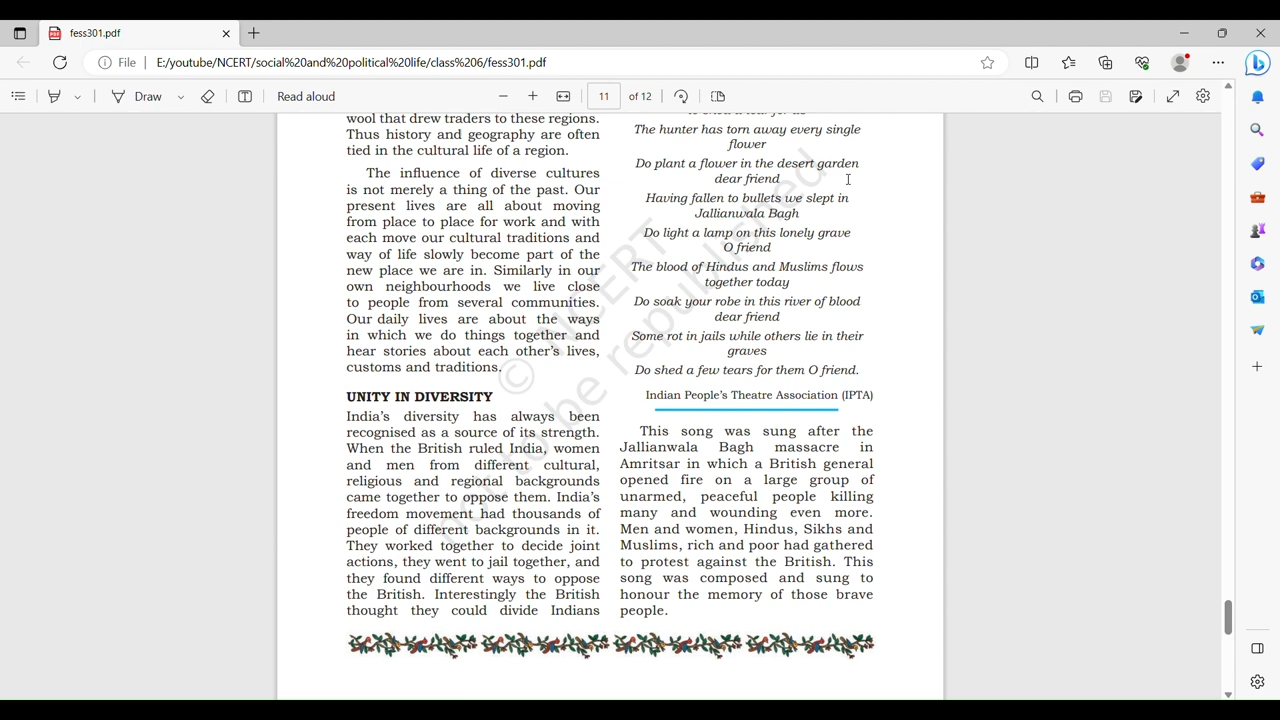 fess301.pdf
File
E:/youtube/NCERT/social%20and%20political%20life/class%206/fess301.pdf
Draw
Read aloud
11
of 12
wool that drew traders to these regions.
Thus history and geography are often
tied in the cultural life of a region.
The influence of diverse cultures
is not merely a thing of the past. Our
present lives are all about moving
from place to place for work and with
each move our cultural traditions and
way of life slowly become part of the
new place we are in. Similarly in our
own neighbourhoods we live close
to people from several communities.
Our daily lives are about the ways
in which we do things together and
hear stories about each other's lives,
customs and traditions.
UNITY IN DIVERSITY
India's diversity has always been
recognised as a source of its strength.
When the British ruled India, women
and men from different cultural,
religious and regional backgrounds
came together to oppose them. India's
freedom movement had thousands of
people of different backgrounds in it.
They worked together to decide joint
actions, they went to jail together, and
they found different ways to oppose
the British. Interestingly the British
thought they could divide Indians
The hunter has torn away every single
flower
Do plant a flower in the desert garden
dear friend
Having fallen to bullets we slept in
Jallianwala Bagh
Do light a lamp on this lonely grave
O friend
The blood of Hindus and Muslims flows
together today
Do soak your robe in this river of blood
dear friend
Some rot in jails while others lie in their
graves
Do shed a few tears for them O friend.
Indian People's Theatre Association (IPTA)
This song was sung after the
Jallianwala Bagh massacre in
Amritsar in which a British general
opened fire on a large group of
unarmed, peaceful people killing
many and wounding even more.
Men and women, Hindus, Sikhs and
Muslims, rich and poor had gathered
to protest against the British. This
song was composed and sung to
honour the memory of those brave
people.
© NCERT
not to be republished